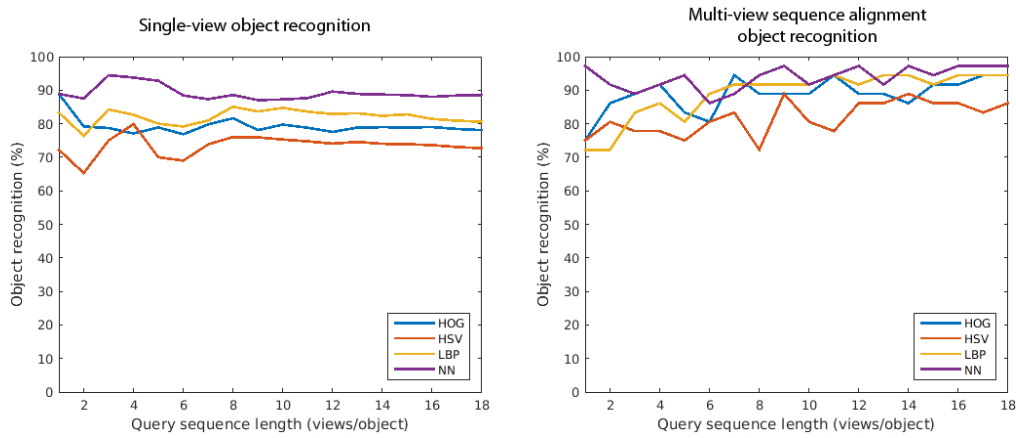 Single-view object recognition
Object recognition (%)
100
90
80
70
60
50
40
30
20
10
0
2
4
6
8
10
12
14
16
18
Query sequence length (views/object)
HOG
HSV
LBP
NN
Multi-view sequence alignment
object recognition
Object recognition (%)
100
90
80
70
60
50
40
30
20
10
0
2
4
6
8
10
12
14
16
18
Query sequence length (views/object)
HOG
HSV
LBP
NN